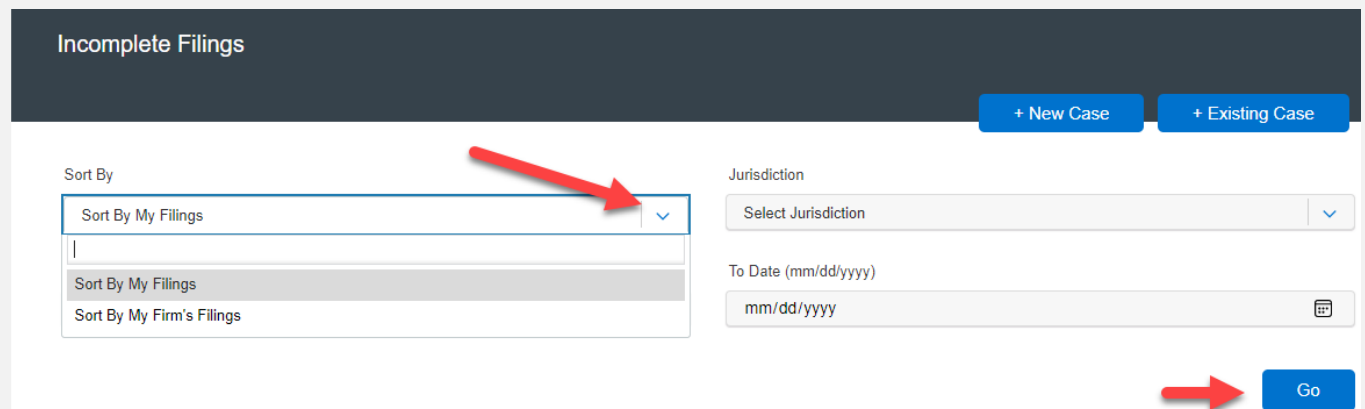 Incomplete Filings
+ New Case
+ Existing Case
Sort By
Sort By My Filings
Sort By My Filings
Sort By My Firm's Filings
Jurisdiction
Select Jurisdiction
To Date (mm/dd/yyyy)
mm/dd/yyyy
Go